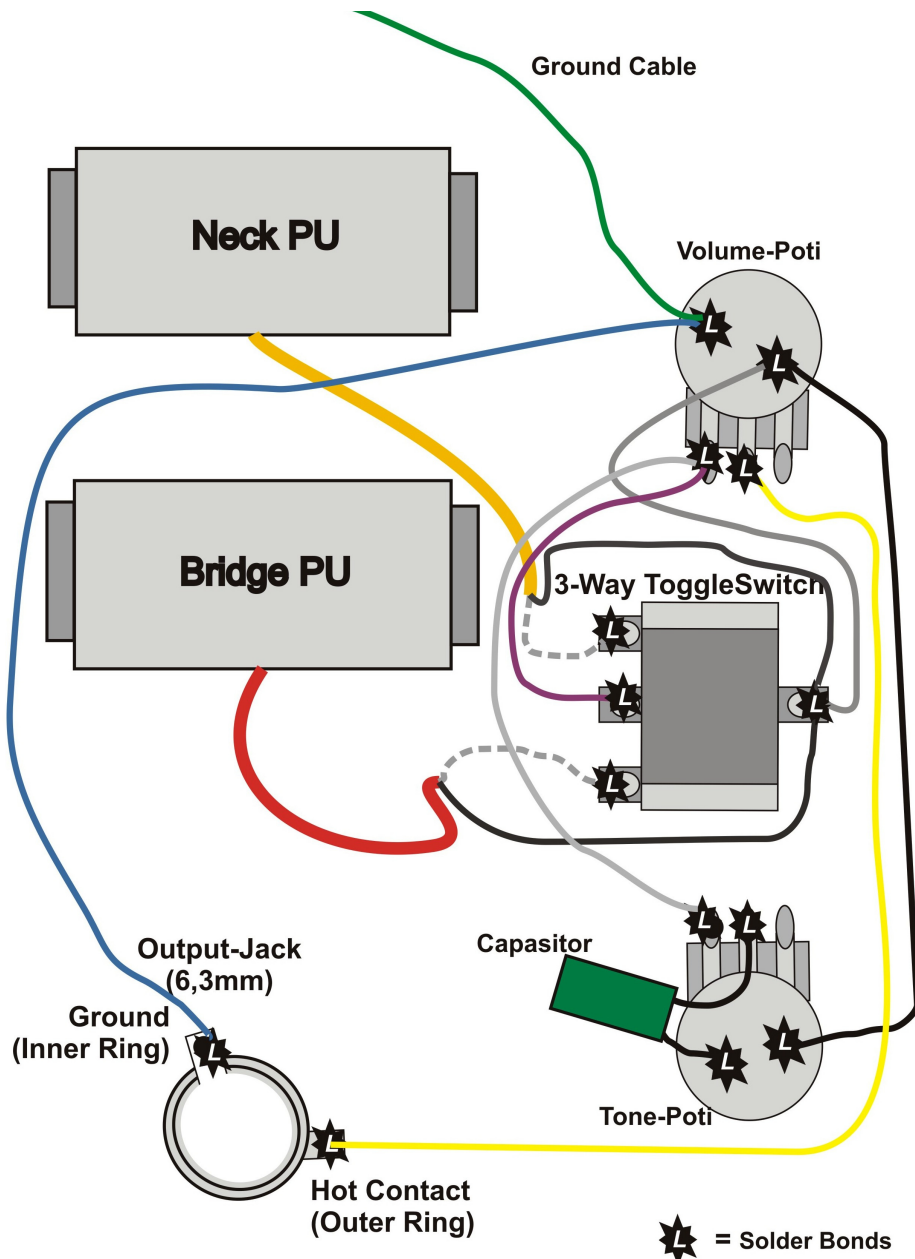 Ground Cable
Neck PU
Volume-Poti
L
L
L
L
Bridge PU
3-Way ToggleSwitch
L
L
L
L
Capasitor
L
L
Output-Jack
(6,3mm)
Ground
(Inner Ring)
L
L
L
Tone-Poti
L
Hot Contact
(Outer Ring)
L = Solder Bonds